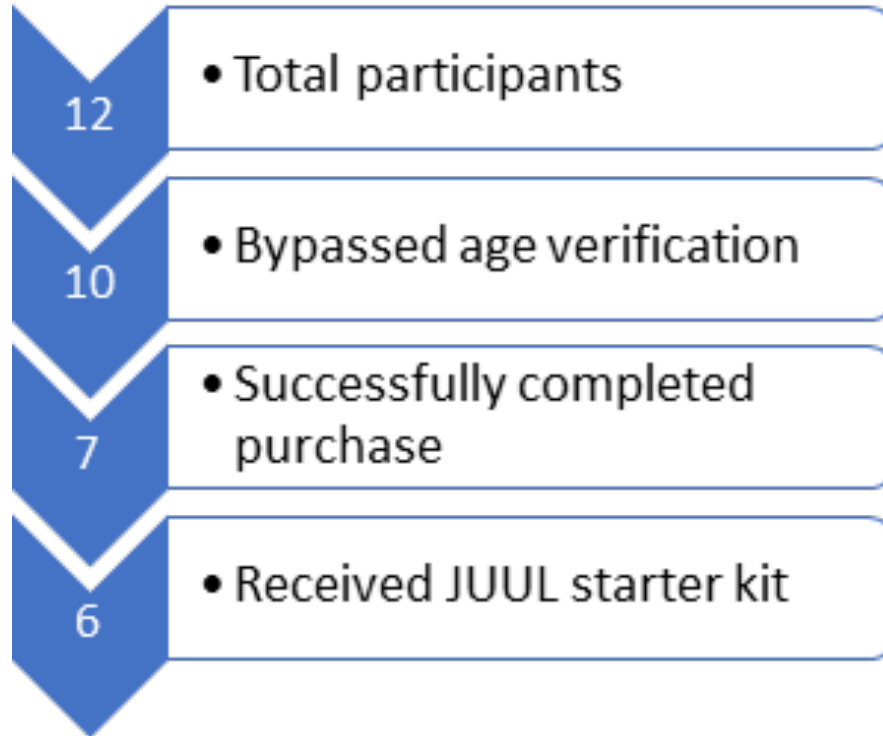 12
• Total participants
10
• Bypassed age verification
7
• Successfully completed
purchase
6
• Received JUUL starter kit